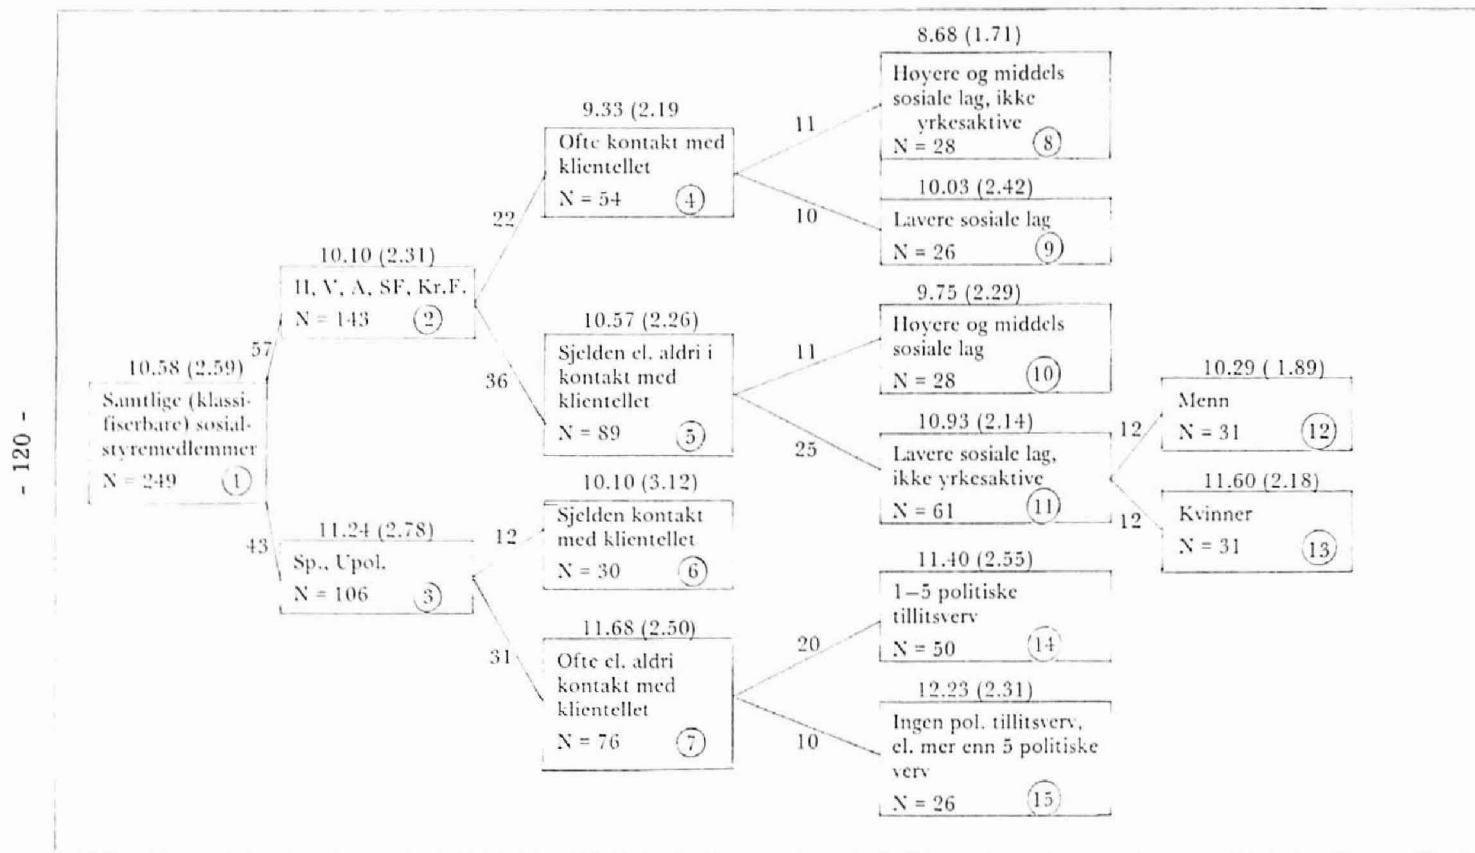 - 120 -
10.58 (2.59)
Samtlige (klassi-
fiserbare) sosial-
styremedlemmer
N = 249 1
57
43
10.10 (2.31)
H, V, A, SF, Kr.F.
N = 143 2
11.24 (2.78)
Sp., Upol.
N = 106 3
22
36
12
31
9.33 (2.19
Ofte kontakt med
klientellet
N = 54 4
10.57 (2.26)
Sjelden el. aldri i
kontakt med
klientellet
N = 89 5
10.10 (3.12)
Sjelden kontakt
med klientellet
N = 30 6
11.68 (2.50)
Ofte el. aldri
kontakt med
klientellet
N = 76 7
11
10
11
25
20
10
8.68 (1.71)
Høyere og middels
sosiale lag, ikke
yrkesaktive
N = 28 8
10.03 (2.42)
Lavere sosiale lag
N = 26 9
9.75 (2.29)
Høyere og middels
sosiale lag
N = 28 10
10.93 (2.14)
Lavere sosiale lag,
ikke yrkesaktive
N = 61 11
11.40 (2.55)
1–5 politiske
tillitsverv
N = 50 14
12.23 (2.31)
Ingen pol. tillitsverv,
el. mer enn 5 politiske
verv
N = 26 15
12
12
10.29 ( 1.89)
Menn
N = 31 12
11.60 (2.18)
Kvinner
N = 31 13